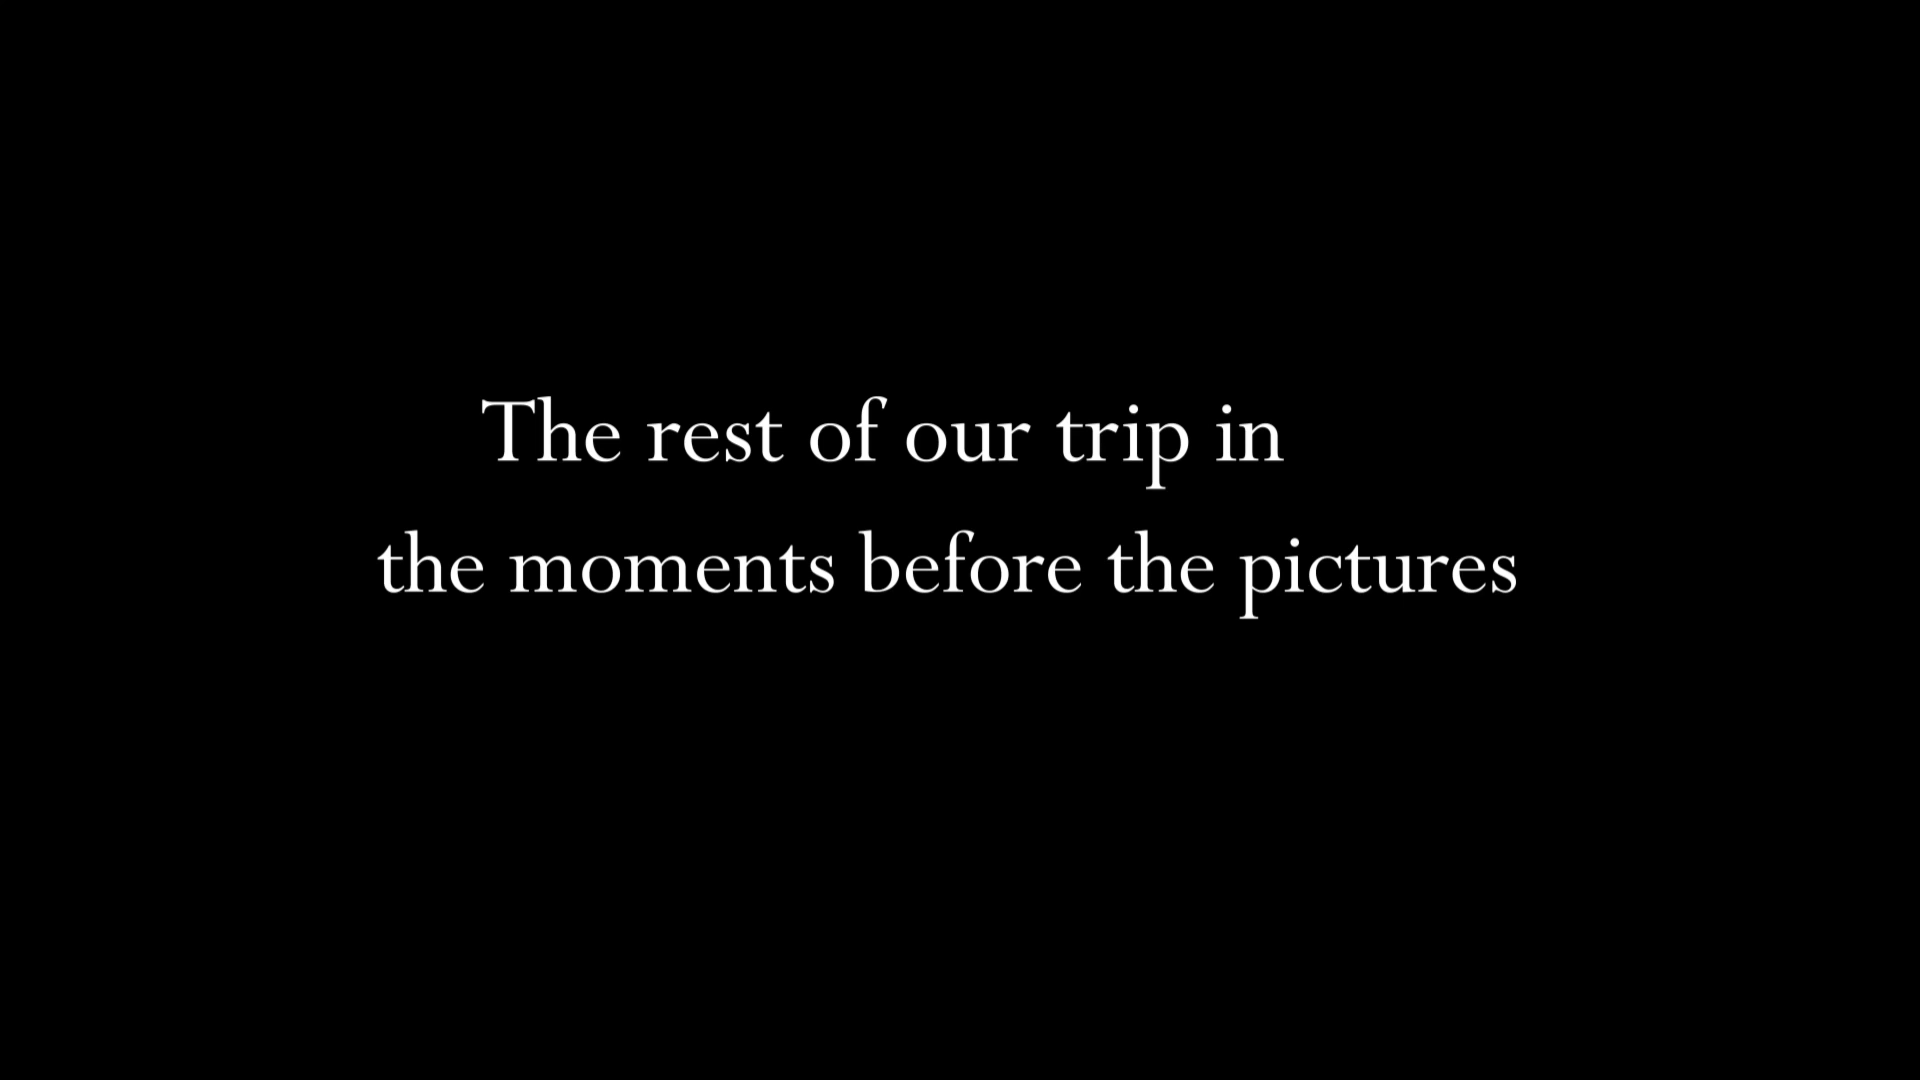 The rest of our trip in
the moments before the pictures